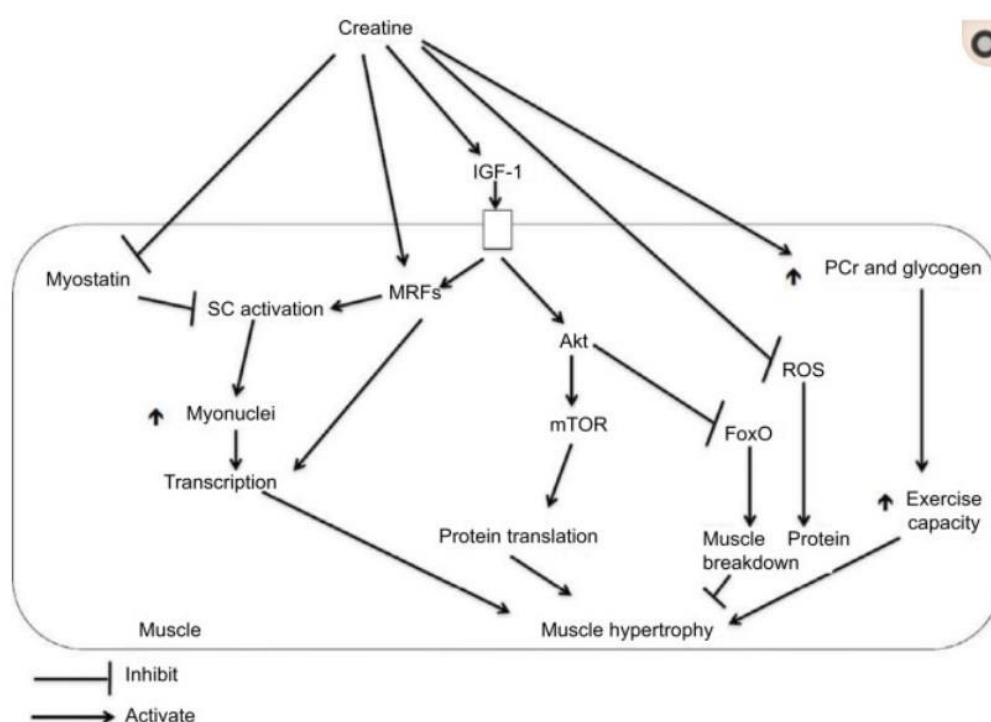 Creatine
IGF-1
PCr and glycogen
Myostatin
MRFs
SC activation
Akt
ROS
Myonuclei
mTOR
FoxO
Transcription
Exercise
capacity
Protein translation
Muscle
breakdown
Protein
Muscle
Muscle hypertrophy
Inhibit
Activate